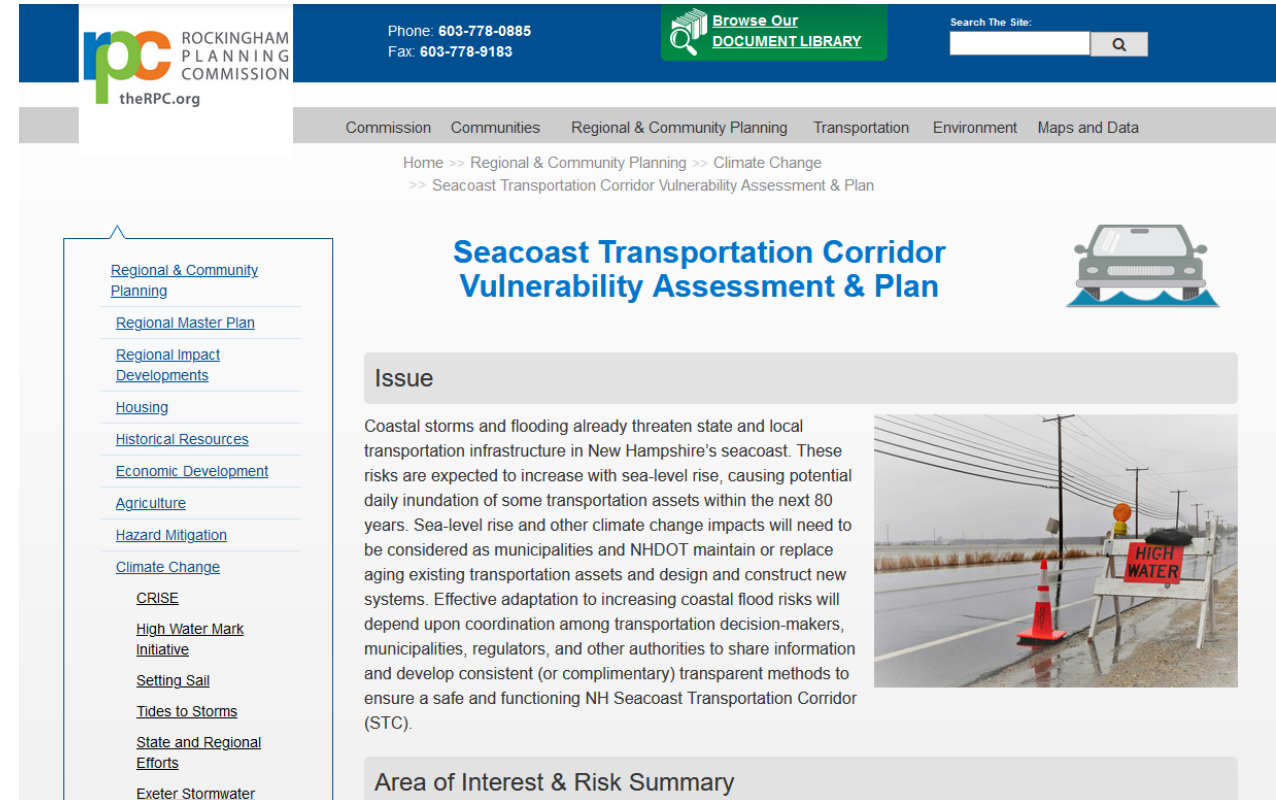 rpc
ROCKINGHAM
PLANNING
COMMISSION
theRPC.org
Phone: 603-778-0885
Fax: 603-778-9183
Browse Our
DOCUMENT LIBRARY
Search The Site:
Commission Communities Regional & Community Planning Transportation Environment Maps and Data
Home >> Regional & Community Planning >> Climate Change
>> Seacoast Transportation Corridor Vulnerability Assessment & Plan
Regional & Community
Planning
Regional Master Plan
Regional Impact
Developments
Housing
Historical Resources
Economic Development
Agriculture
Hazard Mitigation
Climate Change
CRISE
High Water Mark
Initiative
Setting Sail
Tides to Storms
State and Regional
Efforts
Exeter Stormwater
Seacoast Transportation Corridor
Vulnerability Assessment & Plan
Issue
Coastal storms and flooding already threaten state and local
transportation infrastructure in New Hampshire’s seacoast. These
risks are expected to increase with sea-level rise, causing potential
daily inundation of some transportation assets within the next 80
years. Sea-level rise and other climate change impacts will need to
be considered as municipalities and NHDOT maintain or replace
aging existing transportation assets and design and construct new
systems. Effective adaptation to increasing coastal flood risks will
depend upon coordination among transportation decision-makers,
municipalities, regulators, and other authorities to share information
and develop consistent (or complimentary) transparent methods to
ensure a safe and functioning NH Seacoast Transportation Corridor
(STC).
HIGH
WATER
Area of Interest & Risk Summary